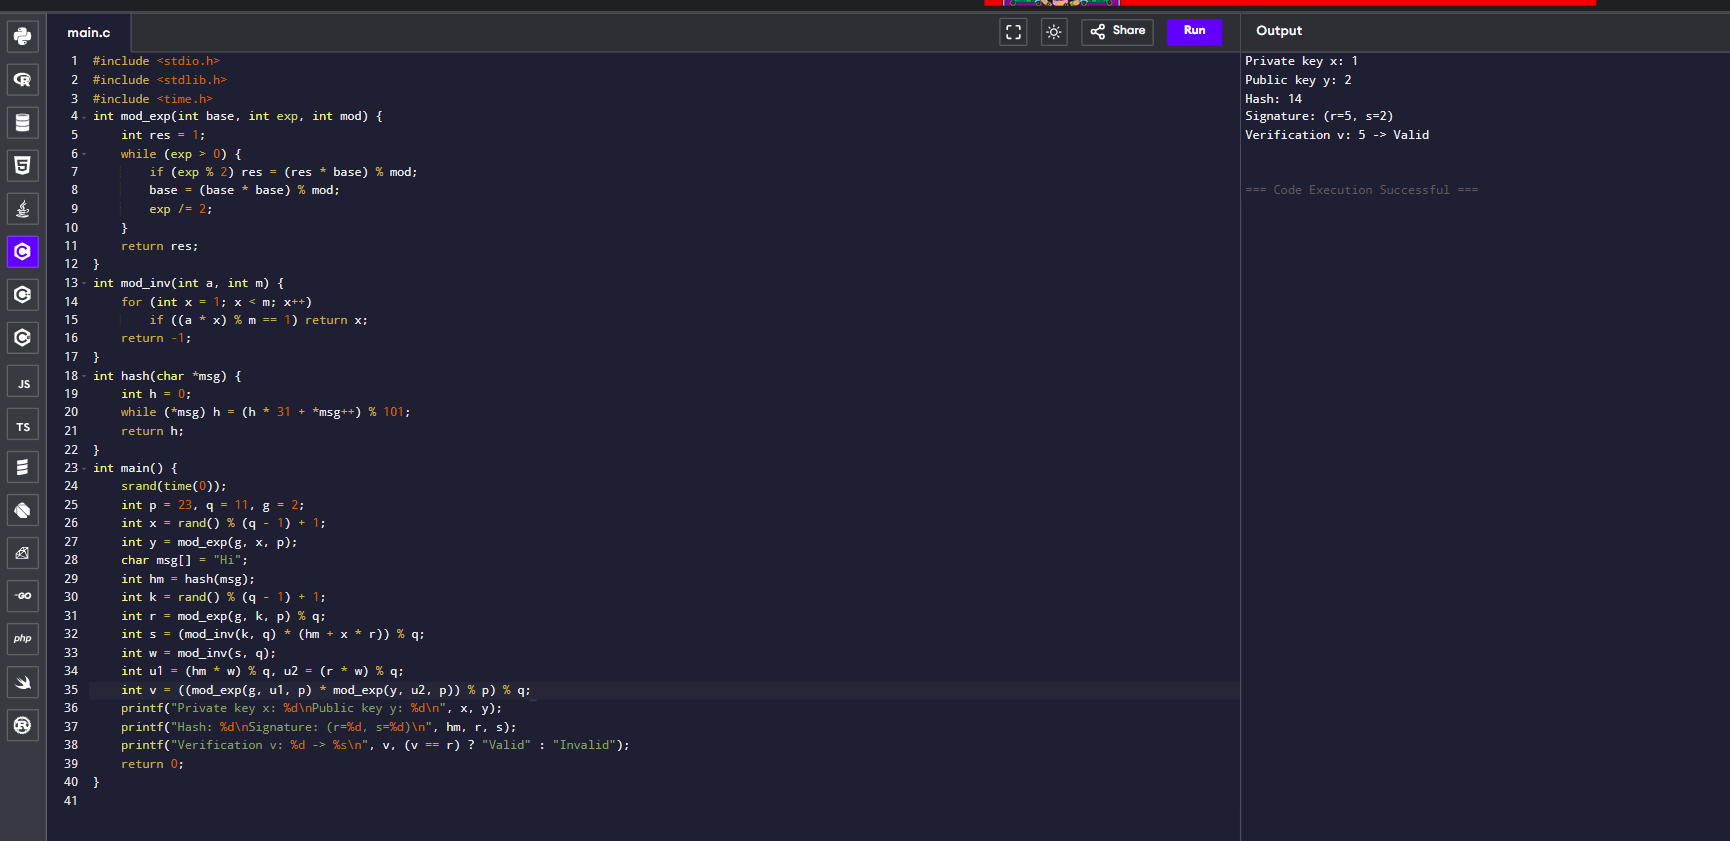 main.c
Share
Run
Output
1 #include <stdio.h>
2 #include <stdlib.h>
3 #include <time.h>
4 int mod_exp(int base, int exp, int mod) {
5 int res = 1;
6 while (exp > 0) {
7 if (exp % 2) res = (res * base) % mod;
8 base = (base * base) % mod;
9 exp /= 2;
10 }
11 return res;
12 }
13 int mod_inv(int a, int m) {
14 for (int x = 1; x < m; x++)
15 if ((a * x) % m == 1) return x;
16 return -1;
17 }
18 int hash(char *msg) {
19 int h = 0;
20 while (*msg) h = (h * 31 + *msg++) % 101;
21 return h;
22 }
23 int main() {
24 srand(time(0));
25 int p = 23, q = 11, g = 2;
26 int x = rand() % (q - 1) + 1;
27 int y = mod_exp(g, x, p);
28 char msg[] = "Hi";
29 int hm = hash(msg);
30 int k = rand() % (q - 1) + 1;
31 int r = mod_exp(g, k, p) % q;
32 int s = (mod_inv(k, q) * (hm + x * r)) % q;
33 int w = mod_inv(s, q);
34 int u1 = (hm * w) % q, u2 = (r * w) % q;
35 int v = ((mod_exp(g, u1, p) * mod_exp(y, u2, p)) % p) % q;
36 printf("Private key x: %d\nPublic key y: %d\n", x, y);
37 printf("Hash: %d\nSignature: (r=%d, s=%d)\n", hm, r, s);
38 printf("Verification v: %d -> %s\n", v, (v == r) ? "Valid" : "Invalid");
39 return 0;
40 }
41
Private key x: 1
Public key y: 2
Hash: 14
Signature: (r=5, s=2)
Verification v: 5 -> Valid
=== Code Execution Successful ===
R
5
C
C
C
JS
TS
GO
php
R